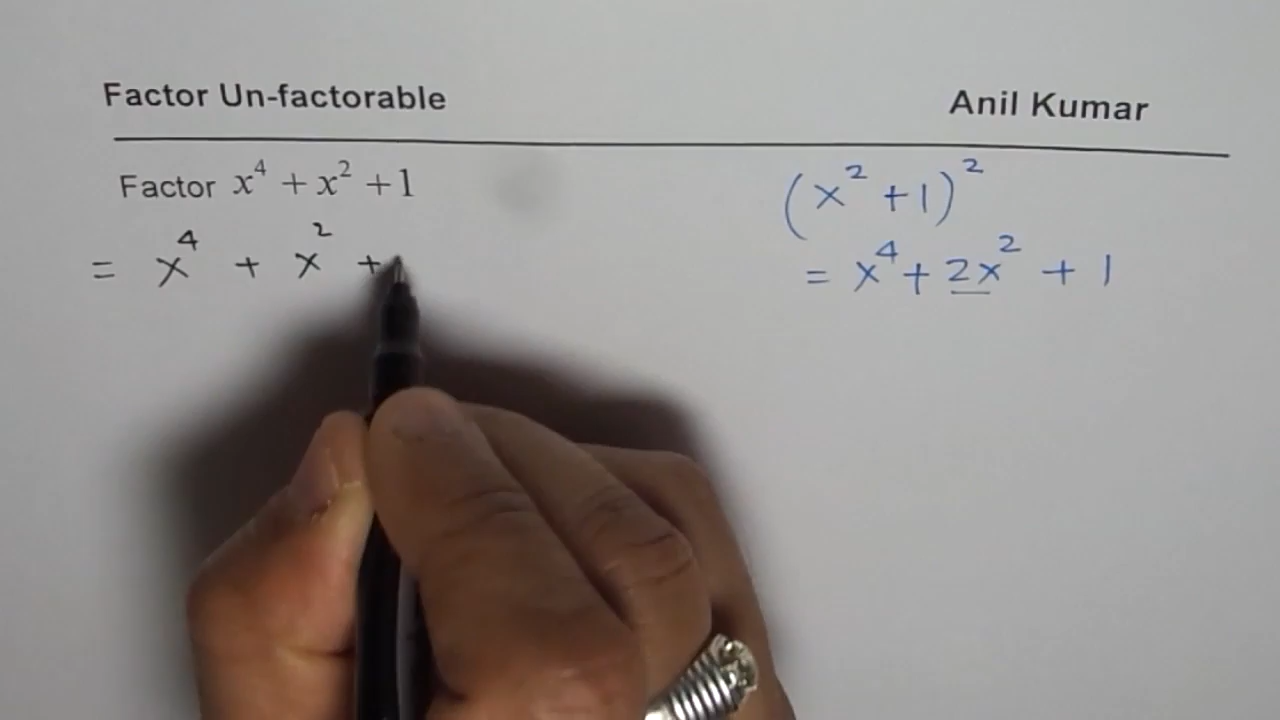 Factor Un-factorable
Anil Kumar
Factor x⁴ + x² + 1
= x⁴ + x² +
(x² + 1)²
= x⁴ + 2x² + 1